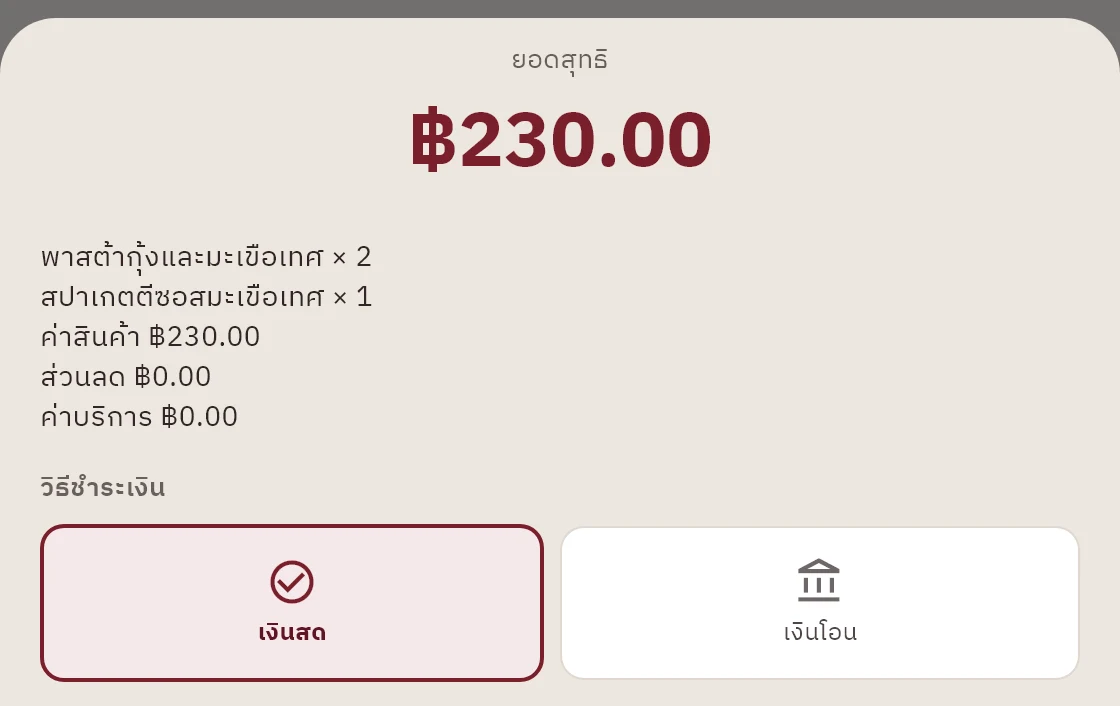 ยอดสุทธิ
฿230.00
พาสต้ากุ้งและมะเขือเทศ × 2
สปาเกตตีซอสมะเขือเทศ × 1
ค่าสินค้า ฿230.00
ส่วนลด ฿0.00
ค่าบริการ ฿0.00
วิธีชำระเงิน
เงินสด
เงินโอน